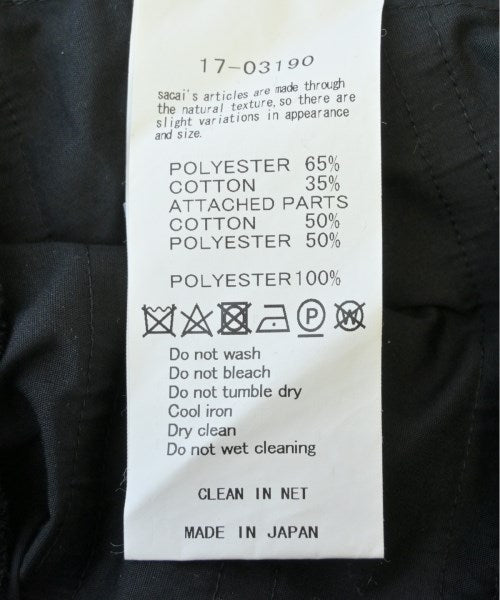 17-03190
sacai's articles are made through
the natural texture, so there are
slight variations in appearance
and size.
POLYESTER 65%
COTTON 35%
ATTACHED PARTS
COTTON 50%
POLYESTER 50%
POLYESTER 100%
P W
Do not wash
Do not bleach
Do not tumble dry
Cool iron
Dry clean
Do not wet cleaning
CLEAN IN NET
MADE IN JAPAN